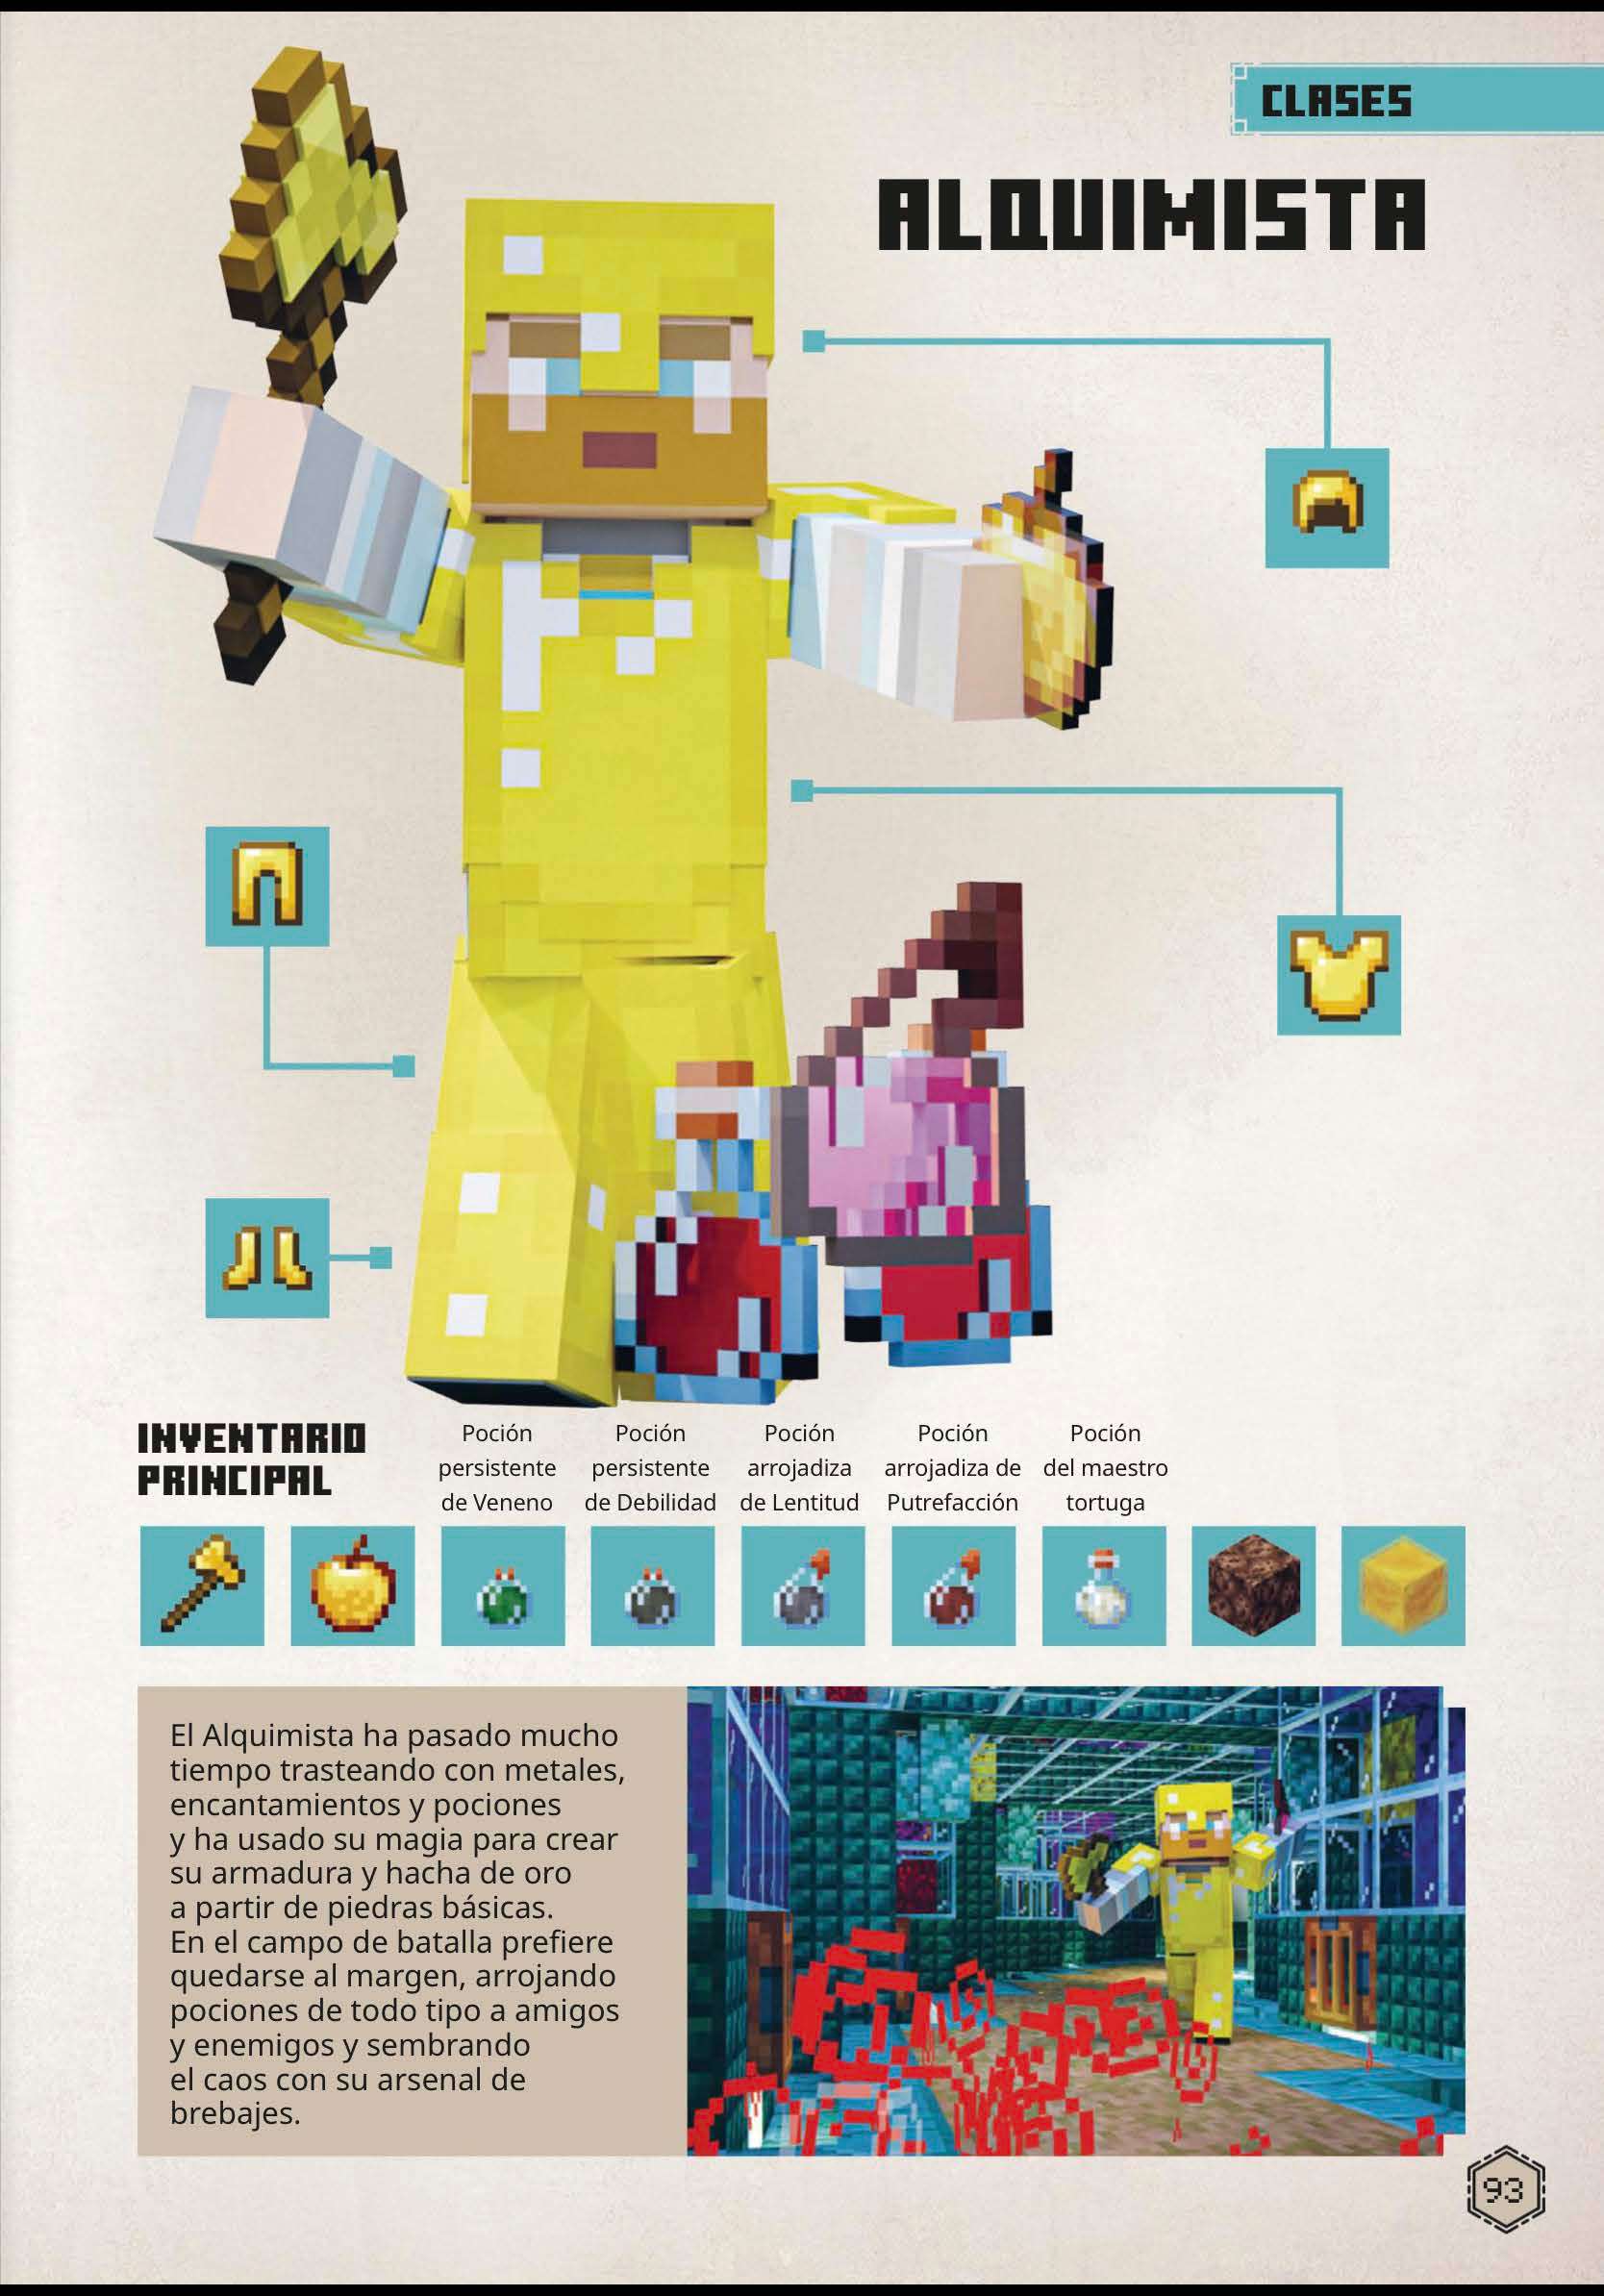 CLASES
ALQUIMISTA
INVENTARIO
PRINCIPAL
Poción
persistente
de Veneno
Poción
persistente
de Debilidad
Poción
arrojadiza
de Lentitud
Poción
arrojadiza de
Putrefacción
Poción
del maestro
tortuga
El Alquimista ha pasado mucho
tiempo trasteando con metales,
encantamientos y pociones
y ha usado su magia para crear
su armadura y hacha de oro
a partir de piedras básicas.
En el campo de batalla prefiere
quedarse al margen, arrojando
pociones de todo tipo a amigos
y enemigos y sembrando
el caos con su arsenal de
brebajes.
93